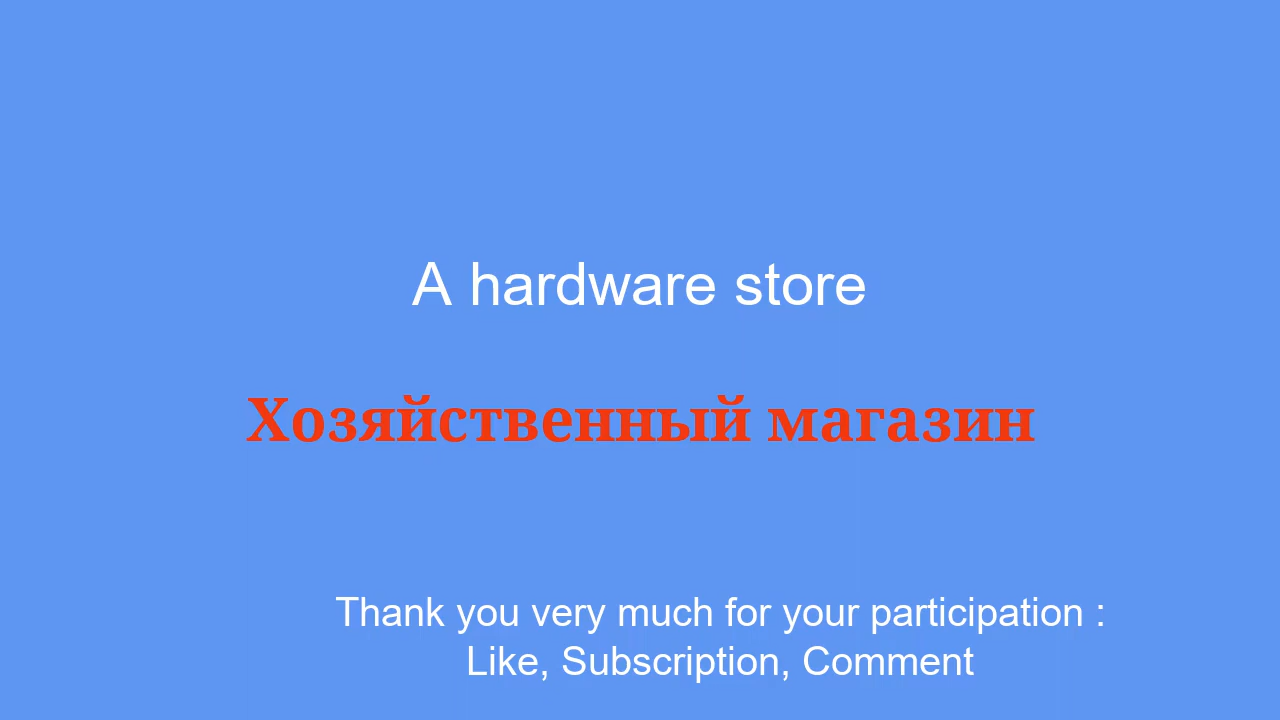 A hardware store
Хозяйственный магазин
Thank you very much for your participation :
Like, Subscription, Comment